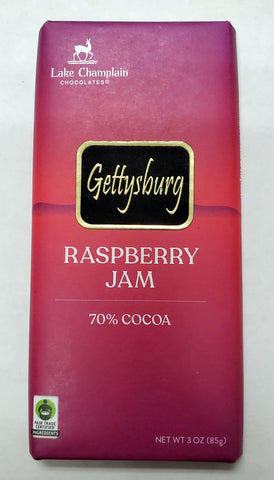 Lake Champlain
CHOCOLATES®
Gettysburg
RASPBERRY
JAM
70% COCOA
FAIR TRADE
CERTIFIED
INGREDIENTS
NET WT 3 OZ (85g)